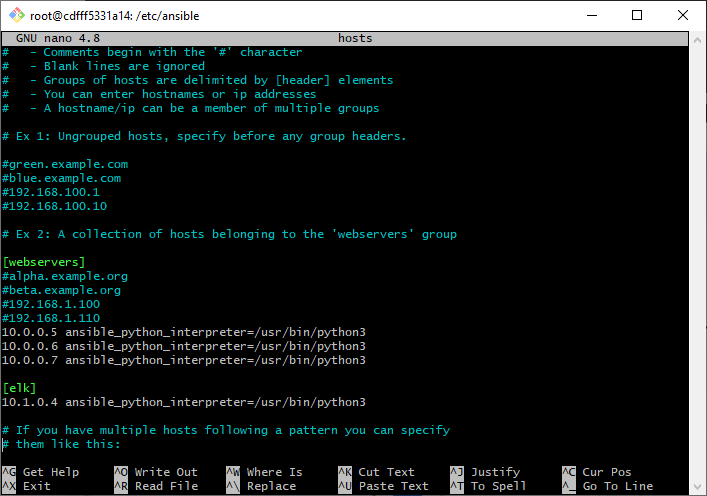 root@cdfff5331a14: /etc/ansible
GNU nano 4.8 hosts
#   - Comments begin with the '#' character
#   - Blank lines are ignored
#   - Groups of hosts are delimited by [header] elements
#   - You can enter hostnames or ip addresses
#   - A hostname/ip can be a member of multiple groups
# Ex 1: Ungrouped hosts, specify before any group headers.
#green.example.com
#blue.example.com
#192.168.100.1
#192.168.100.10
# Ex 2: A collection of hosts belonging to the 'webservers' group
[webservers]
#alpha.example.org
#beta.example.org
#192.168.1.100
#192.168.1.110
10.0.0.5 ansible_python_interpreter=/usr/bin/python3
10.0.0.6 ansible_python_interpreter=/usr/bin/python3
10.0.0.7 ansible_python_interpreter=/usr/bin/python3
[elk]
10.1.0.4 ansible_python_interpreter=/usr/bin/python3
# If you have multiple hosts following a pattern you can specify
# them like this:
^G Get Help ^O Write Out ^W Where Is ^K Cut Text ^J Justify ^C Cur Pos
^X Exit ^R Read File ^\ Replace ^U Paste Text ^T To Spell ^_ Go To Line